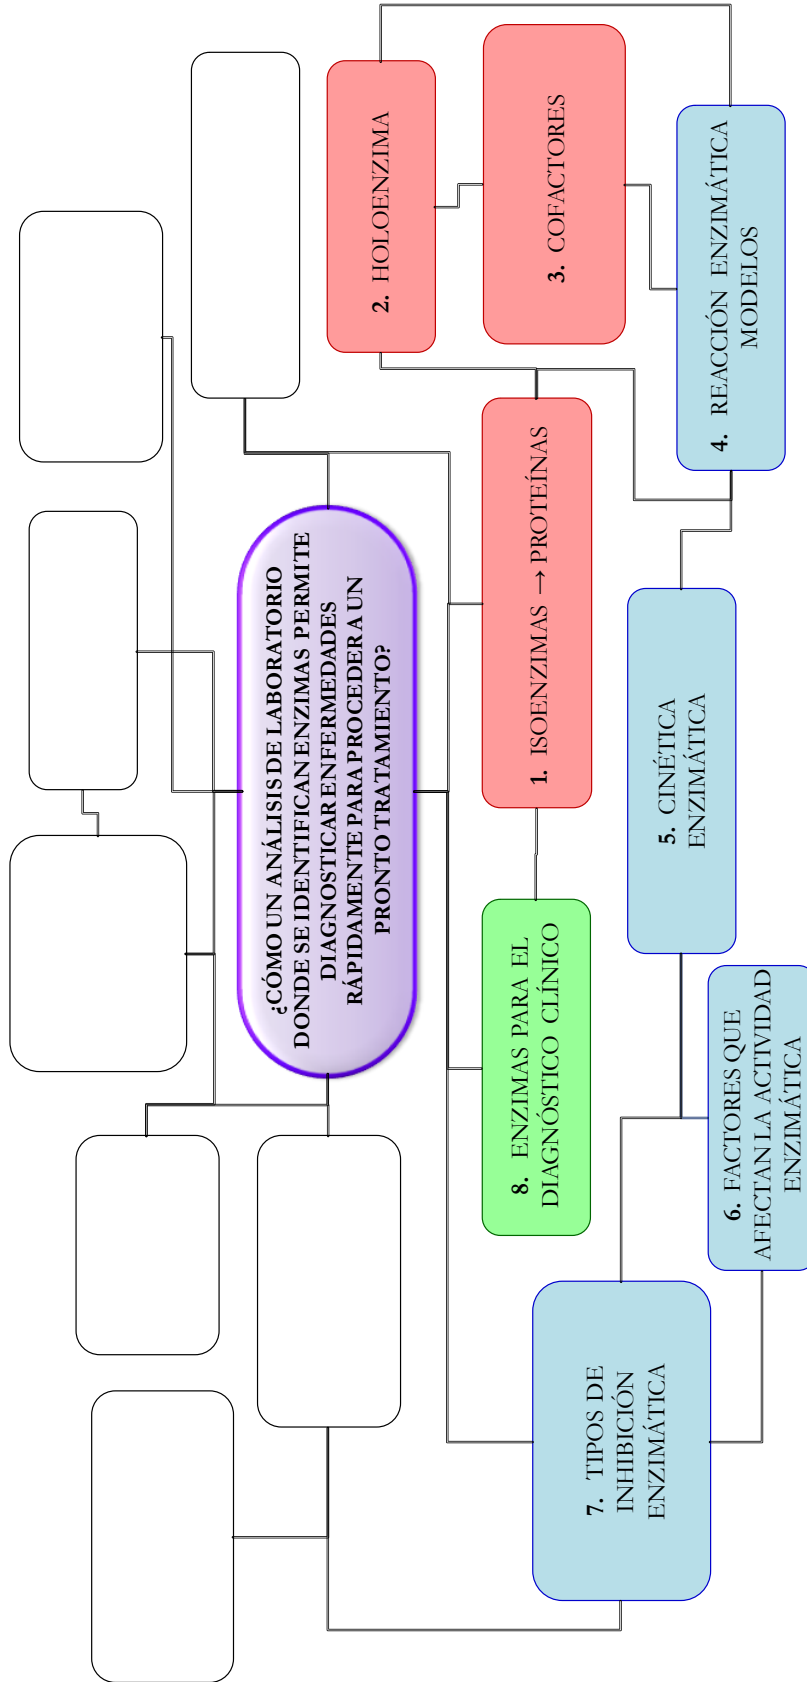 ¿CÓMO UN ANÁLISIS DE LABORATORIO
DONDE SE IDENTIFICAN ENZIMAS PERMITE
DIAGNOSTICAR ENFERMEDADES
RÁPIDAMENTE PARA PROCEDER A UN
PRONTO TRATAMIENTO?
1. ISOENZIMAS → PROTEÍNAS
2. HOLOENZIMA
3. COFACTORES
4. REACCIÓN ENZIMÁTICA
MODELOS
5. CINÉTICA
ENZIMÁTICA
6. FACTORES QUE
AFECTAN LA ACTIVIDAD
ENZIMÁTICA
7. TIPOS DE
INHIBICIÓN
ENZIMÁTICA
8. ENZIMAS PARA EL
DIAGNÓSTICO CLÍNICO